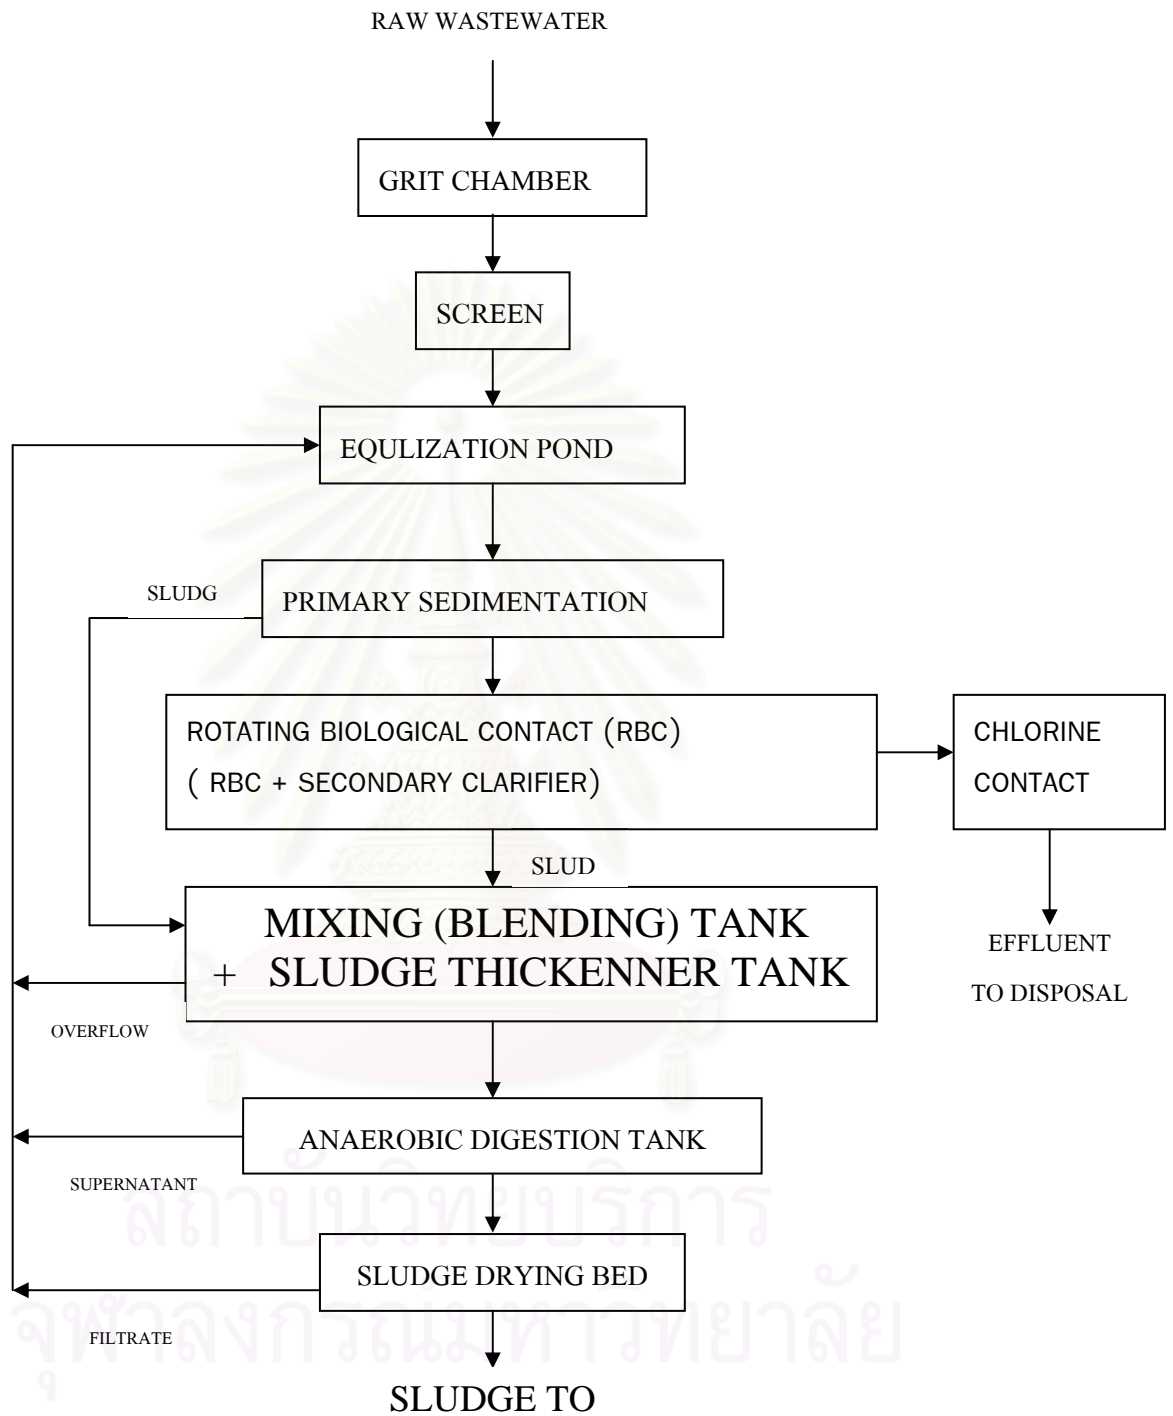 RAW WASTEWATER
GRIT CHAMBER
SCREEN
EQULIZATION POND
SLUDG
PRIMARY SEDIMENTATION
ROTATING BIOLOGICAL CONTACT (RBC)
( RBC + SECONDARY CLARIFIER)
CHLORINE
CONTACT
SLUD
MIXING (BLENDING) TANK
+ SLUDGE THICKENNER TANK
EFFLUENT
TO DISPOSAL
OVERFLOW
ANAEROBIC DIGESTION TANK
SUPERNATANT
สถาบันวิทยบริการ
SLUDGE DRYING BED
จุฬาลงกรณ์มหาวิทยาลัย
FILTRATE
SLUDGE TO